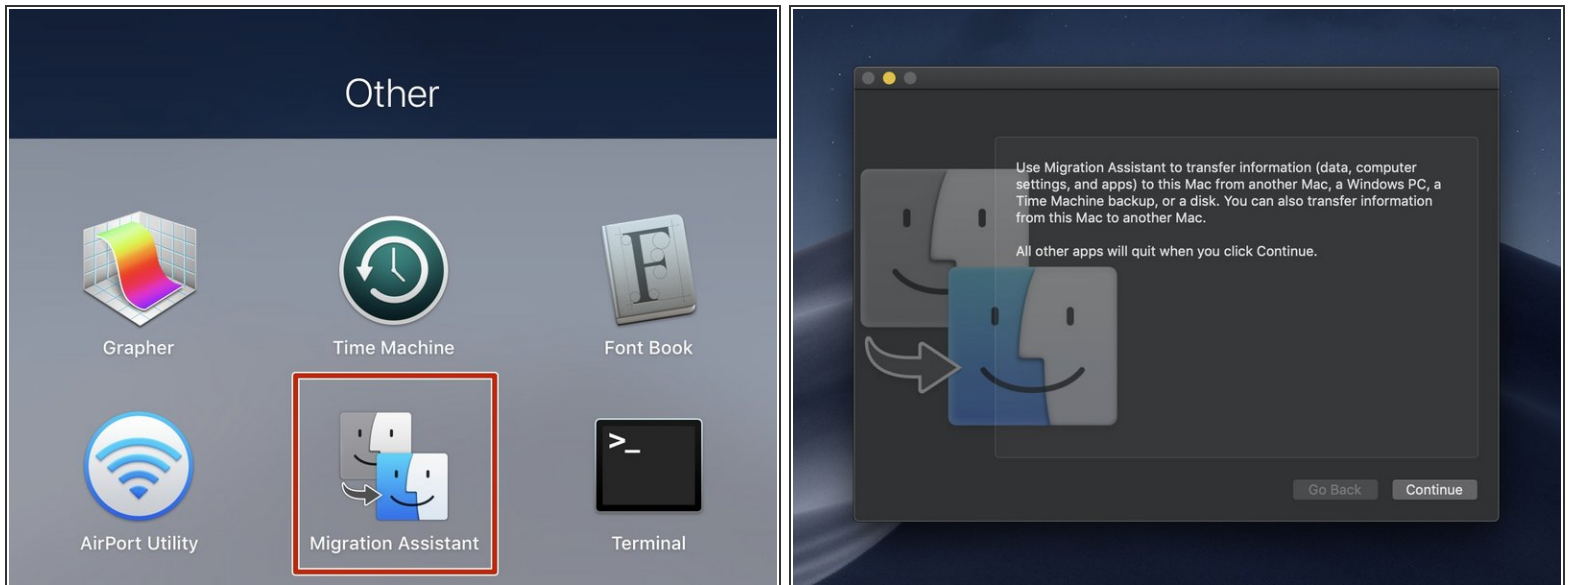 Other
Grapher
Time Machine
Font Book
AirPort Utility
Migration Assistant
>_
Terminal
Use Migration Assistant to transfer information (data, computer
settings, and apps) to this Mac from another Mac, a Windows PC, a
Time Machine backup, or a disk. You can also transfer information
from this Mac to another Mac.
All other apps will quit when you click Continue.
Go Back
Continue